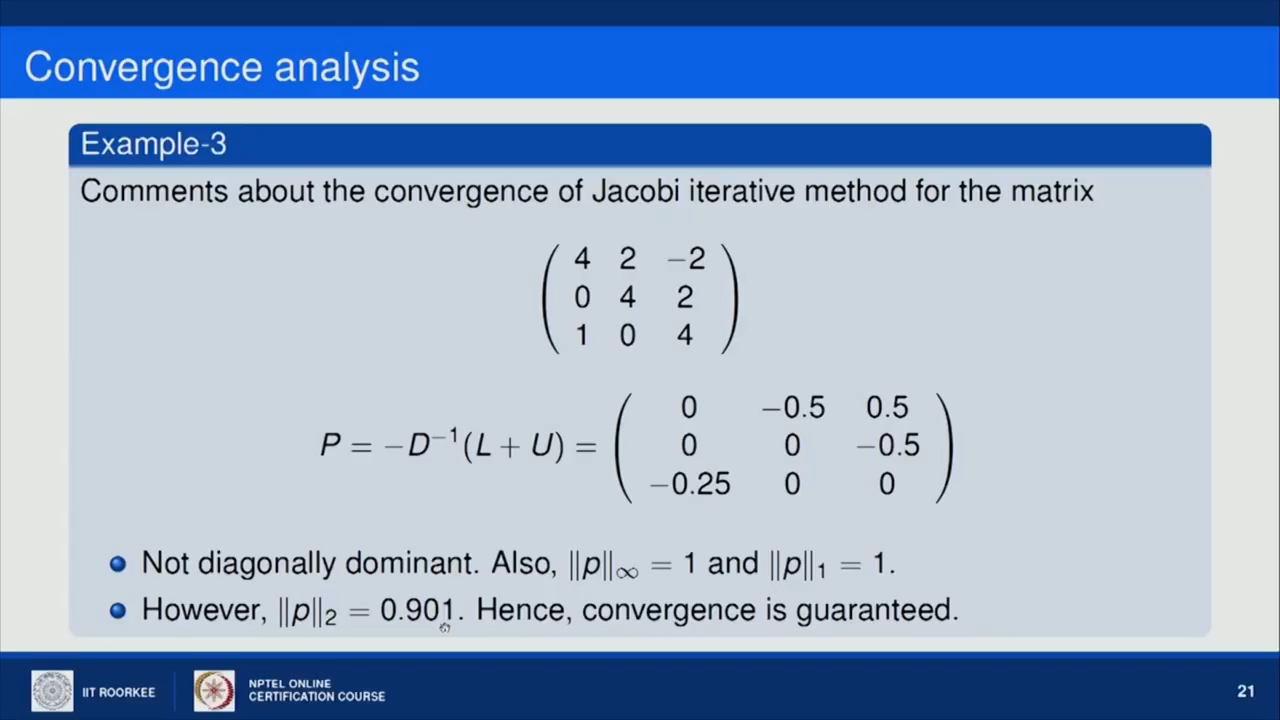 Convergence analysis
Example-3
Comments about the convergence of Jacobi iterative method for the matrix
4 2 −2
0 4 2
1 0 4
P = −D⁻¹(L + U) =
0 −0.5 0.5
0 0 −0.5
−0.25 0 0
Not diagonally dominant. Also, ‖p‖∞ = 1 and ‖p‖₁ = 1.
However, ‖p‖₂ = 0.901. Hence, convergence is guaranteed.
IIT ROORKEE
NPTEL ONLINE
CERTIFICATION COURSE
21